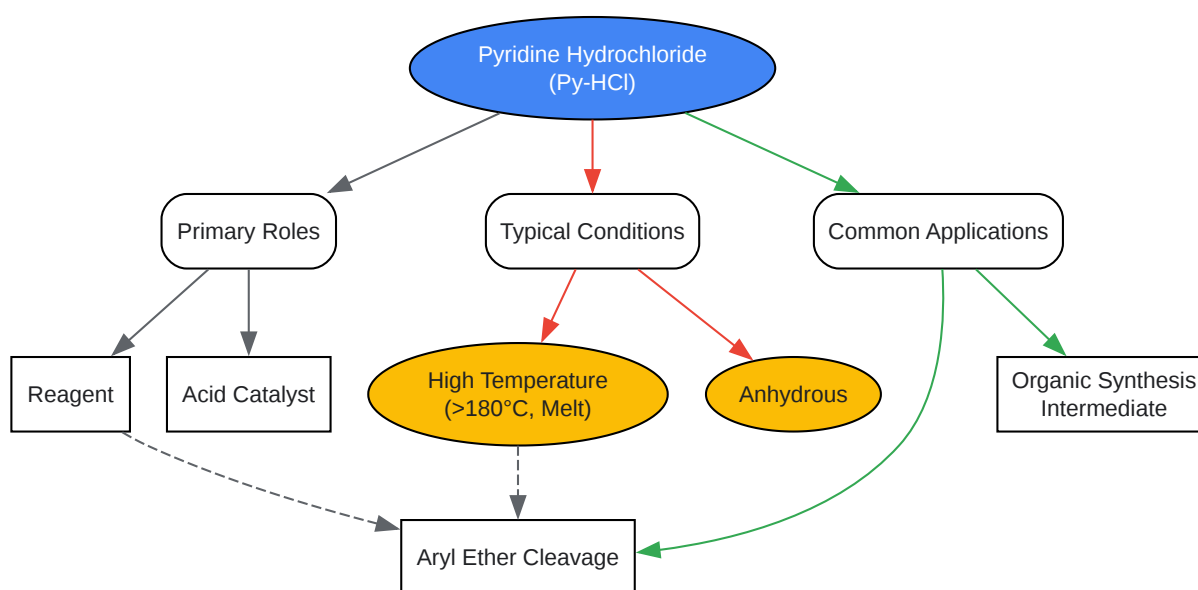 Pyridine Hydrochloride
(Py-HCl)
Primary Roles
Typical Conditions
Common Applications
Reagent
Acid Catalyst
High Temperature
(>180°C, Melt)
Anhydrous
Organic Synthesis
Intermediate
Aryl Ether Cleavage